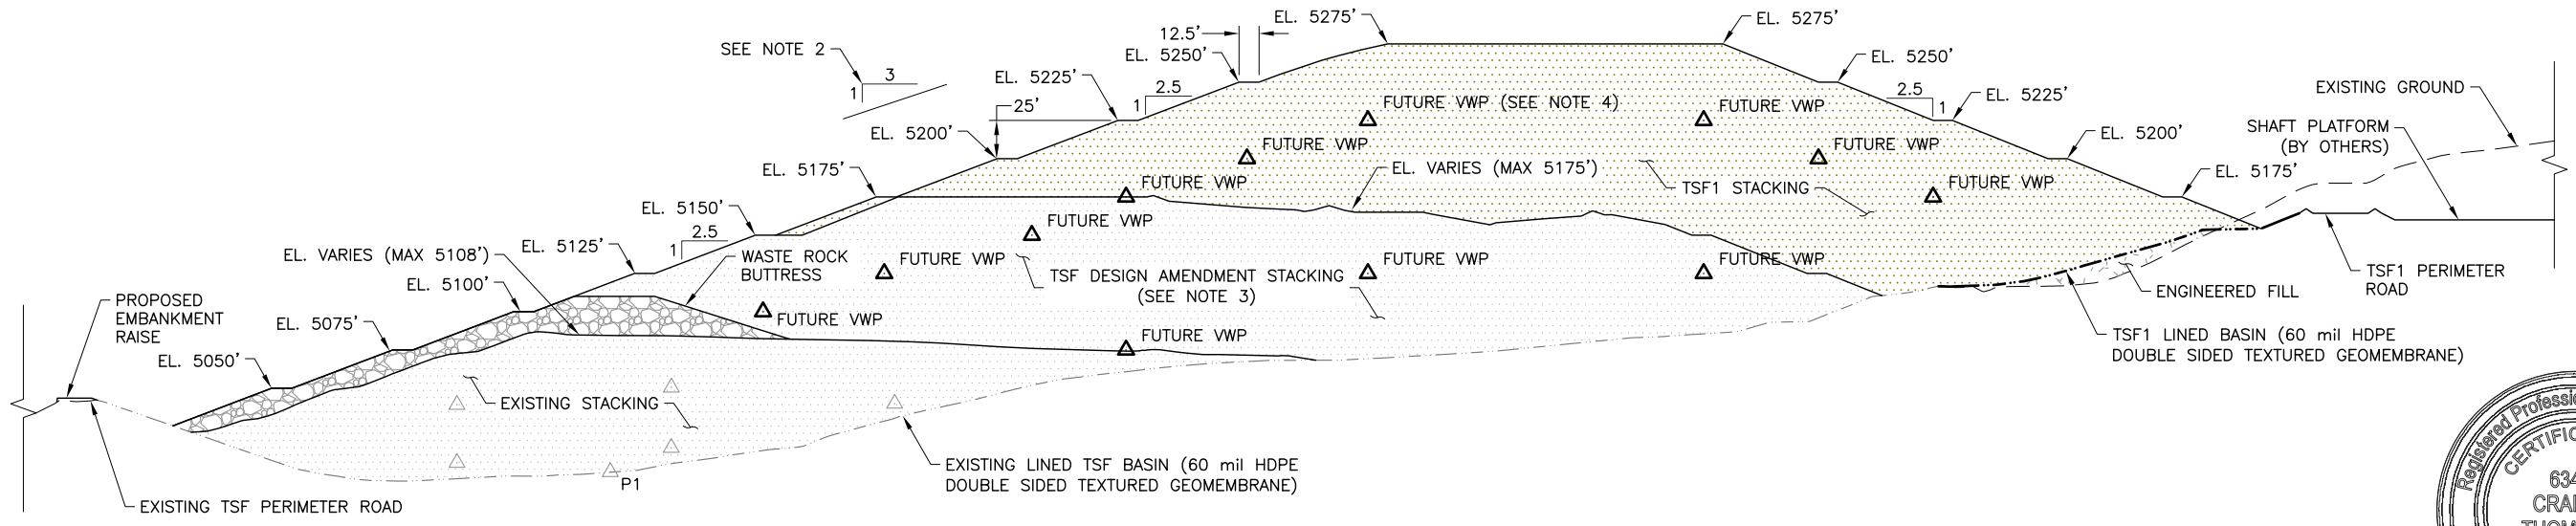 EL. 5275'
EL. 5275'
12.5'
SEE NOTE 2
EL. 5250'
EL. 5250'
3
1
EL. 5225'
2.5
1
25'
FUTURE VWP (SEE NOTE 4)
FUTURE VWP
2.5
1
EL. 5225'
EXISTING GROUND
EL. 5200'
FUTURE VWP
FUTURE VWP
EL. 5200'
SHAFT PLATFORM
(BY OTHERS)
EL. 5175'
FUTURE VWP
EL. VARIES (MAX 5175')
TSF1 STACKING
FUTURE VWP
EL. 5175'
EL. 5150'
FUTURE VWP
EL. 5125'
2.5
1
EL. VARIES (MAX 5108')
WASTE ROCK
BUTTRESS
FUTURE VWP
TSF DESIGN AMENDMENT STACKING
(SEE NOTE 3)
FUTURE VWP
FUTURE VWP
TSF1 PERIMETER
ROAD
EL. 5100'
PROPOSED
EMBANKMENT
RAISE
ENGINEERED FILL
EL. 5075'
FUTURE VWP
FUTURE VWP
TSF1 LINED BASIN (60 mil HDPE
DOUBLE SIDED TEXTURED GEOMEMBRANE)
EL. 5050'
EXISTING STACKING
P1
EXISTING LINED TSF BASIN (60 mil HDPE
DOUBLE SIDED TEXTURED GEOMEMBRANE)
EXISTING TSF PERIMETER ROAD
Registered
634